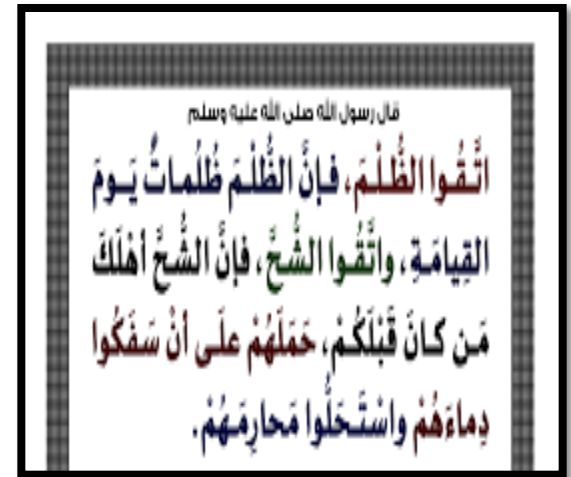 قال رسول الله صلى الله عليه وسلم
اتَّقُوا الظُّلْمَ، فإنَّ الظُّلْمَ ظُلُماتٌ يَومَ
القِيامَةِ، واتَّقُوا الشُّحَّ، فإنَّ الشُّحَّ أهْلَكَ
مَن كانَ قَبْلَكُمْ، حَمَلَهُمْ علَى أنْ سَفَكُوا
دِماءَهُمْ واسْتَحَلُّوا مَحارِمَهُمْ.